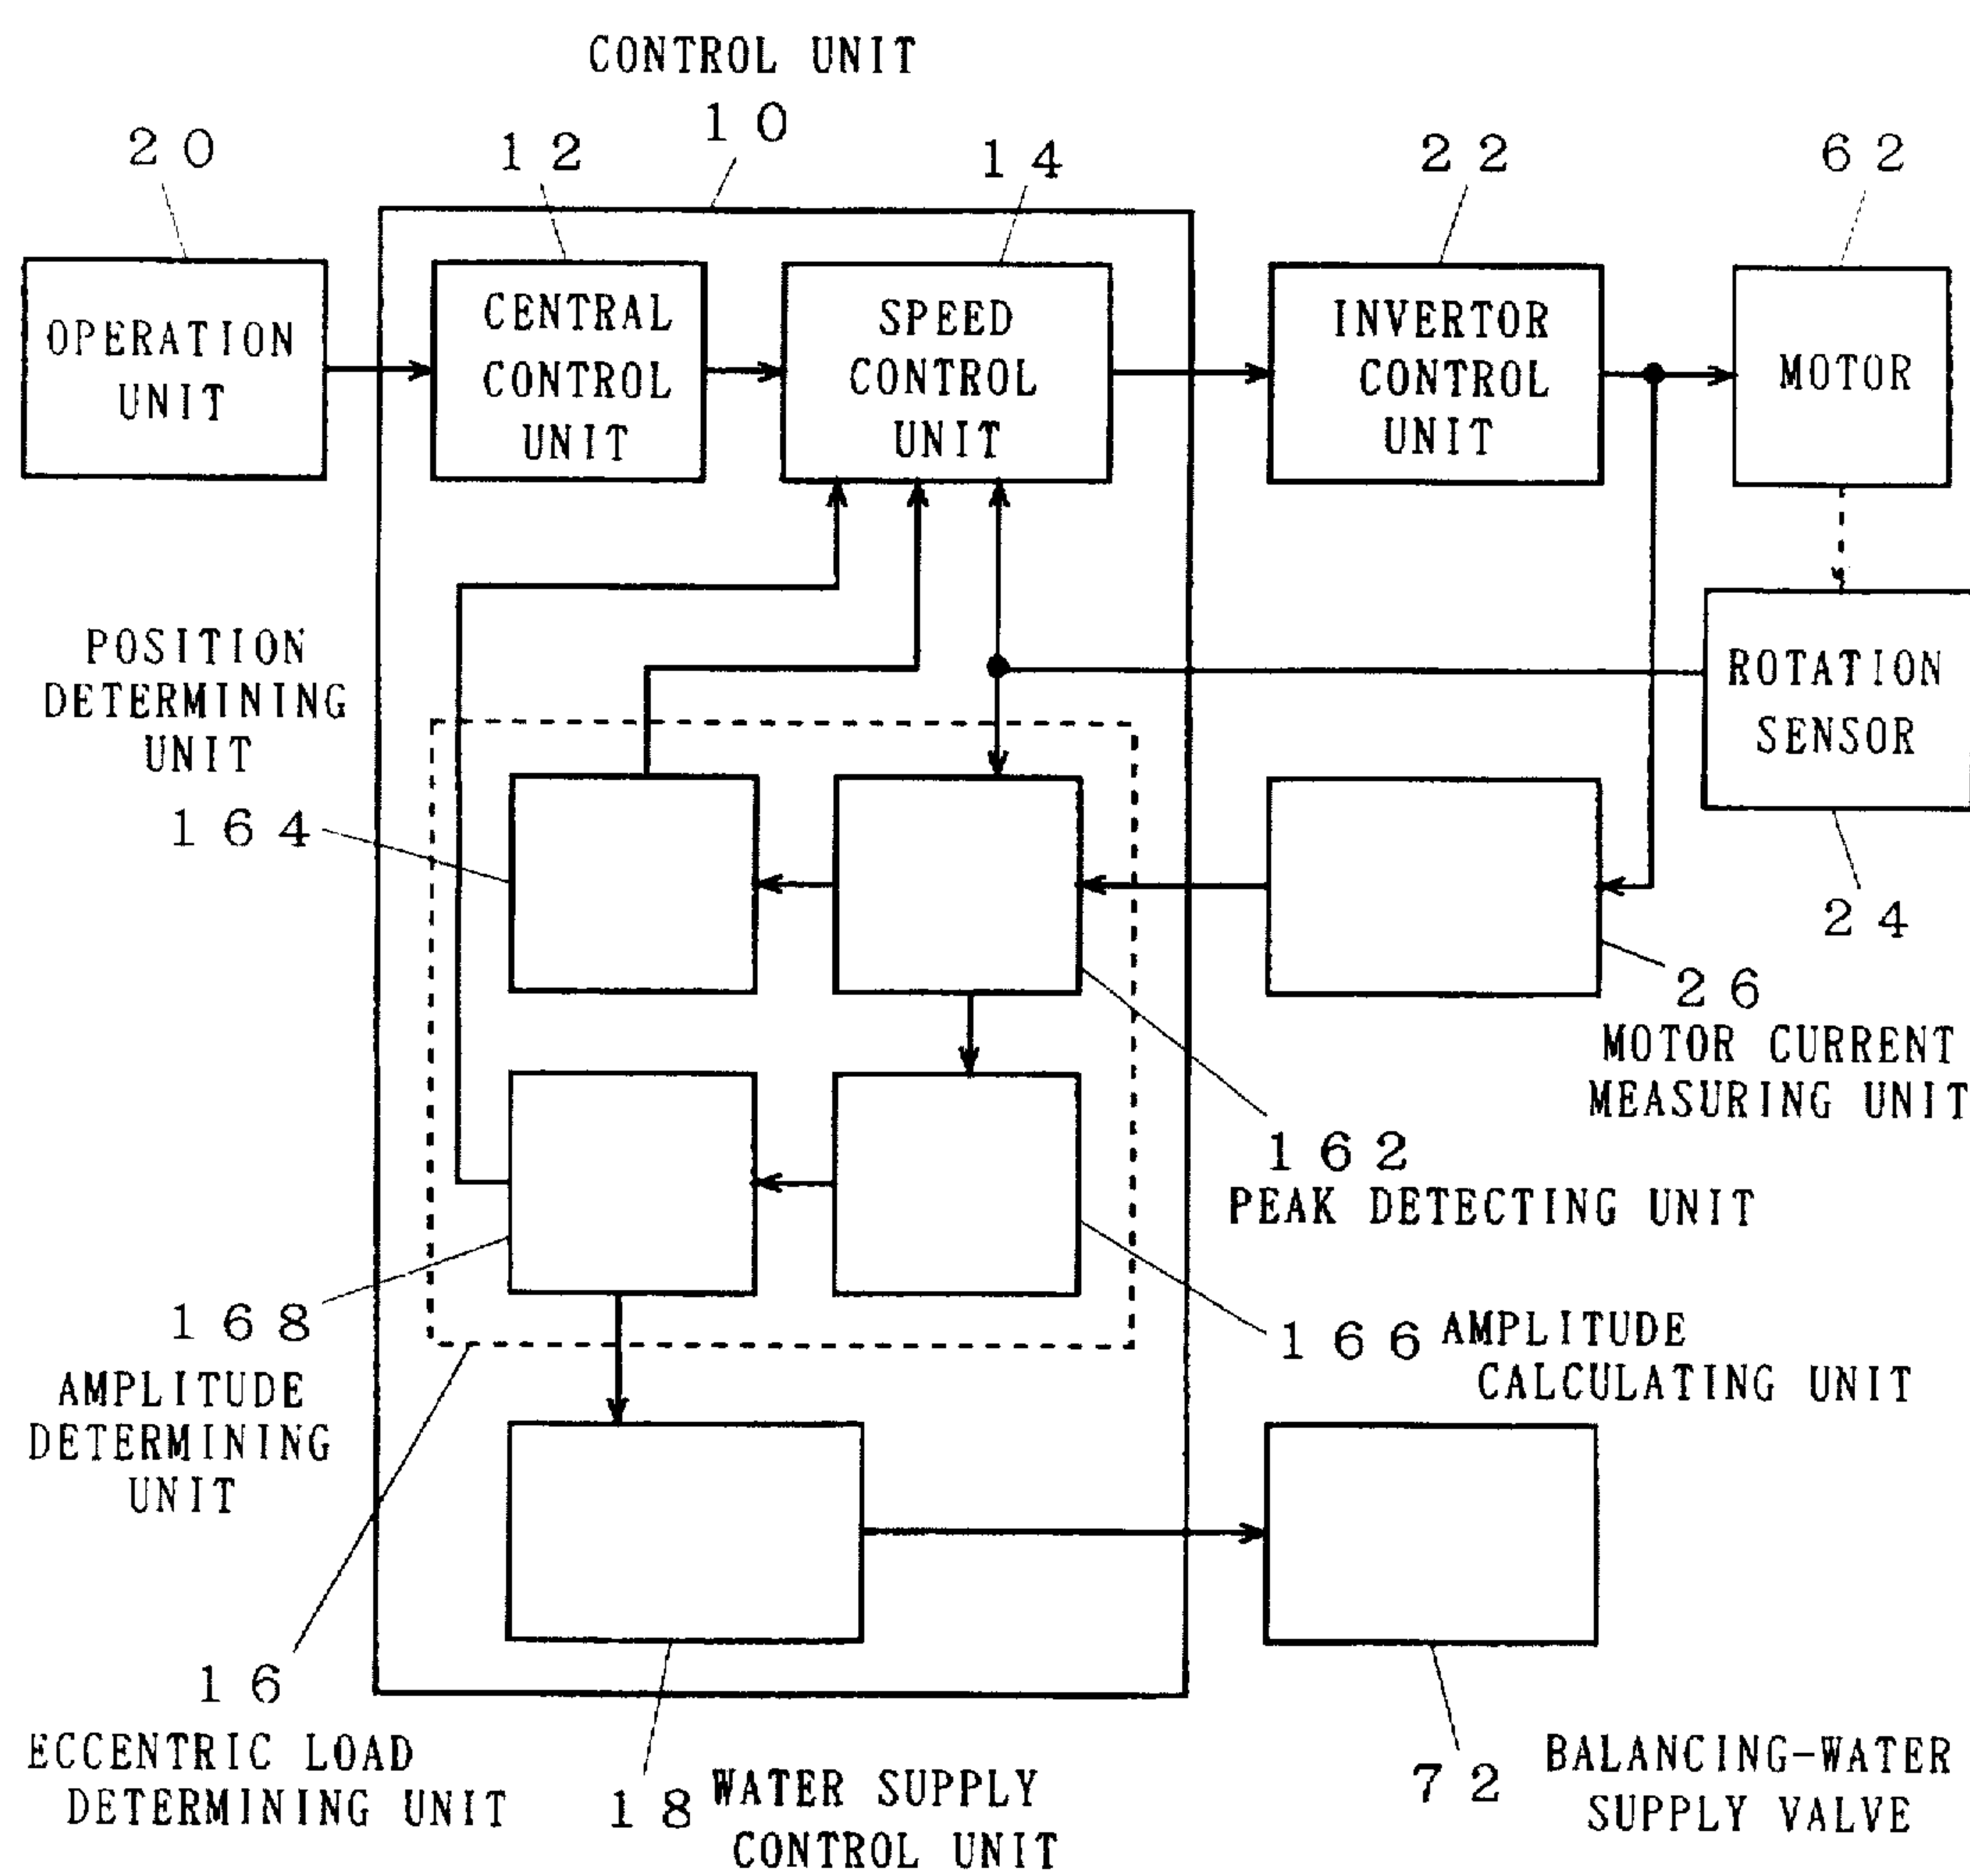 CONTROL UNIT
10
20
12
14
22
62
OPERATION
UNIT
CENTRAL
CONTROL
UNIT
SPEED
CONTROL
UNIT
INVERTOR
CONTROL
UNIT
MOTOR
POSITION
DETERMINING
UNIT
164
ROTATION
SENSOR
24
26
MOTOR CURRENT
MEASURING UNIT
162
PEAK DETECTING UNIT
168
AMPLITUDE
DETERMINING
UNIT
166 AMPLITUDE
CALCULATING UNIT
16
ECCENTRIC LOAD
DETERMINING UNIT
18 WATER SUPPLY
CONTROL UNIT
72
BALANCING-WATER
SUPPLY VALVE